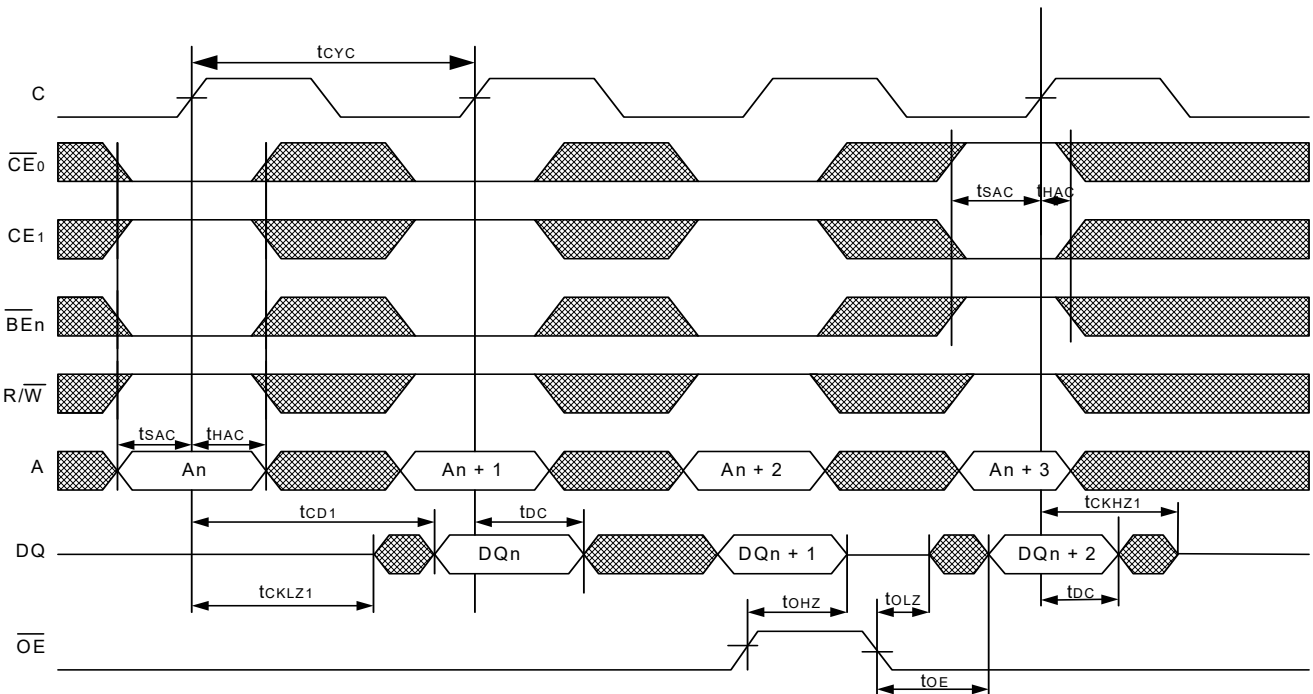 tCYC
C
CE0
tSAC tHAC
CE1
BEn
R/W
tSAC tHAC
A An An + 1 An + 2 An + 3
tCD1 tDC tCKHZ1
DQ DQn DQn + 1 DQn + 2
tCKLZ1 tOHZ tOLZ tDC
OE
tOE